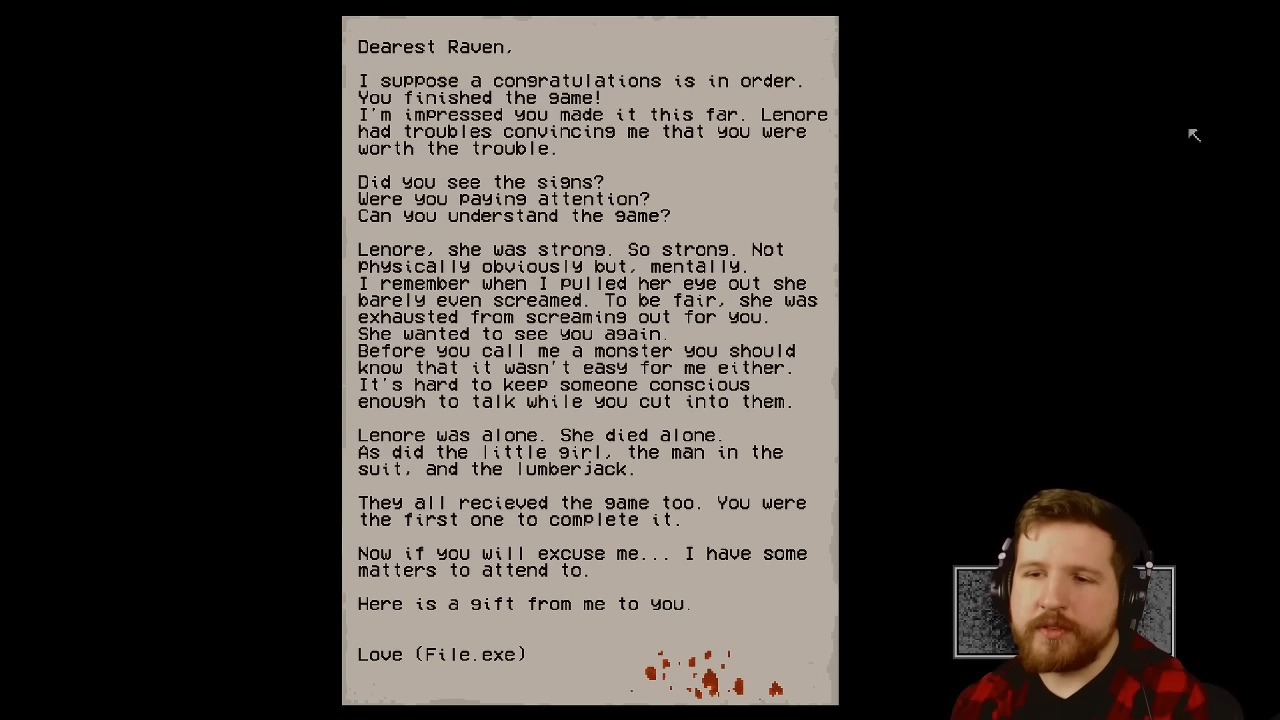 Dearest Raven,
I suppose a congratulations is in order.
You finished the game!
I'm impressed you made it this far. Lenore
had troubles convincing me that you were
worth the trouble.
Did you see the signs?
Were you paying attention?
Can you understand the game?
Lenore, she was strong. So strong. Not
physically obviously but, mentally.
I remember when I pulled her eye out she
barely even screamed. To be fair, she was
exhausted from screaming out for you.
She wanted to see you again.
Before you call me a monster you should
know that it wasn't easy for me either.
It's hard to keep someone conscious
enough to talk while you cut into them.
Lenore was alone. She died alone.
As did the little girl, the man in the
suit, and the lumberjack.
They all recieved the game too. You were
the first one to complete it.
Now if you will excuse me... I have some
matters to attend to.
Here is a gift from me to you.
Love (File.exe)